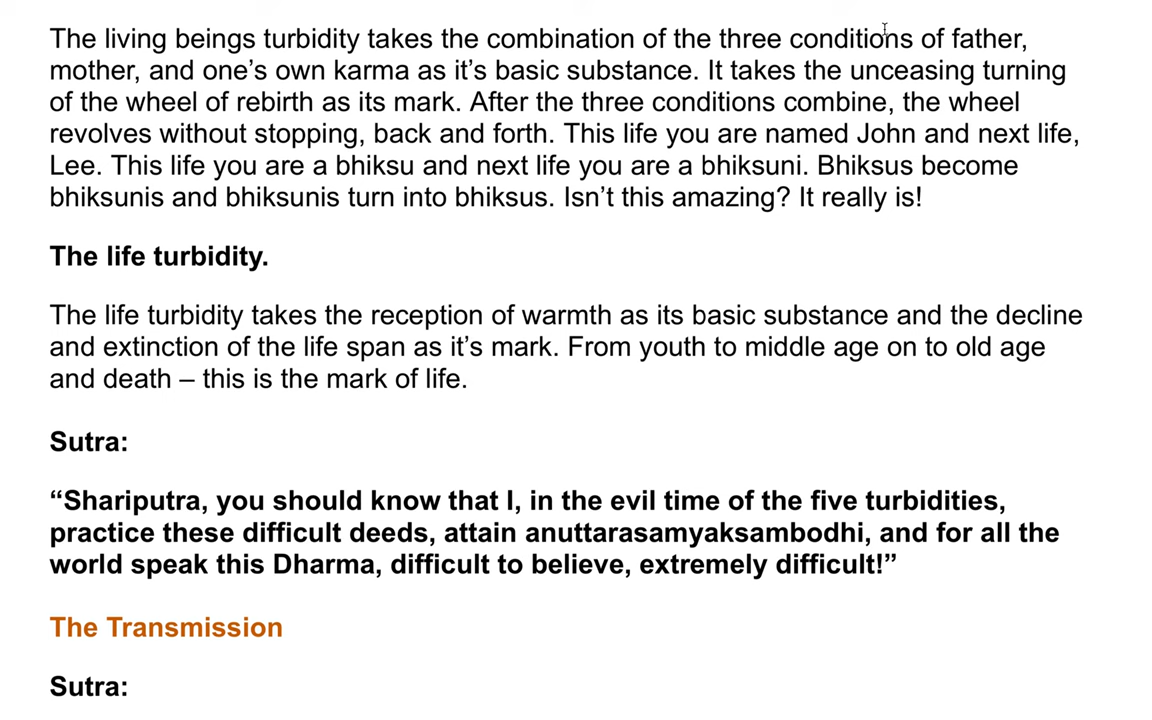 The living beings turbidity takes the combination of the three conditions of father,
mother, and one’s own karma as it’s basic substance. It takes the unceasing turning
of the wheel of rebirth as its mark. After the three conditions combine, the wheel
revolves without stopping, back and forth. This life you are named John and next life,
Lee. This life you are a bhiksu and next life you are a bhiksuni. Bhiksus become
bhiksunis and bhiksunis turn into bhiksus. Isn’t this amazing? It really is!
The life turbidity.
The life turbidity takes the reception of warmth as its basic substance and the decline
and extinction of the life span as it’s mark. From youth to middle age on to old age
and death – this is the mark of life.
Sutra:
“Shariputra, you should know that I, in the evil time of the five turbidities,
practice these difficult deeds, attain anuttarasamyaksambodhi, and for all the
world speak this Dharma, difficult to believe, extremely difficult!”
The Transmission
Sutra: